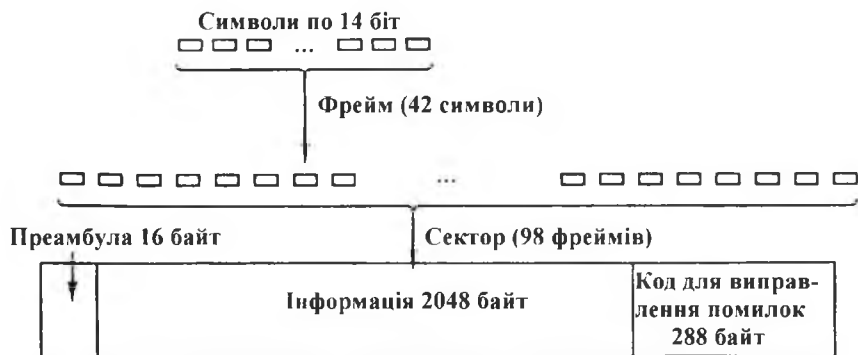 Символи по 14 біт
...
Фрейм (42 символи)
...
Преамбула 16 байт
Сектор (98 фреймів)
Інформація 2048 байт
Код для виправ-
лення помилок
288 байт